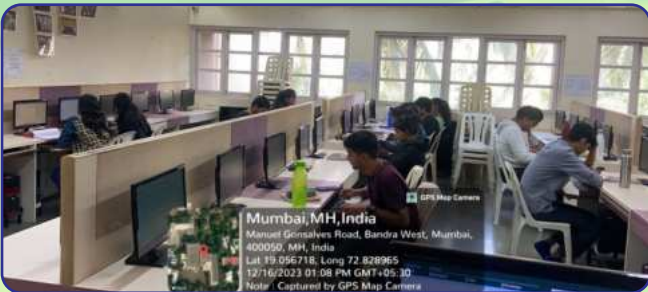 GPS Map Camera
Mumbai,MH,India
Manuel Gonsalves Road, Bandra West, Mumbai,
400050, MH, India
Lat 19.056718, Long 72.828965
12/16/2023 01:08 PM GMT+05:30
Note : Captured by GPS Map Camera